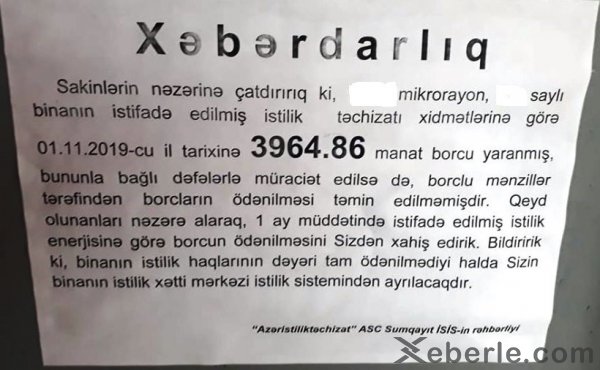 Xəbərdarlıq
Sakinlərin nəzərinə çatdırırıq ki, mikrorayon, saylı
binanın istifadə edilmiş istilik təchizatı xidmətlərinə görə
01.11.2019-cu il tarixinə 3964.86 manat borcu yaranmış,
bununla bağlı dəfələrlə müraciət edilsə də, borclu mənzillər
tərəfindən borcların ödənilməsi təmin edilməmişdir. Qeyd
olunanları nəzərə alaraq, 1 ay müddətində istifadə edilmiş istilik
enerjisinə görə borcun ödənilməsini Sizdən xahiş edirik. Bildiririk
ki, binanın istilik haqlarının dəyəri tam ödənilmədiyi halda Sizin
binanın istilik xətti mərkəzi istilik sistemindən ayrılacaqdır.
"Azəristiliktəchizat" ASC Sumqayıt İSİS-in rəhbərliyi
Xeberle.com